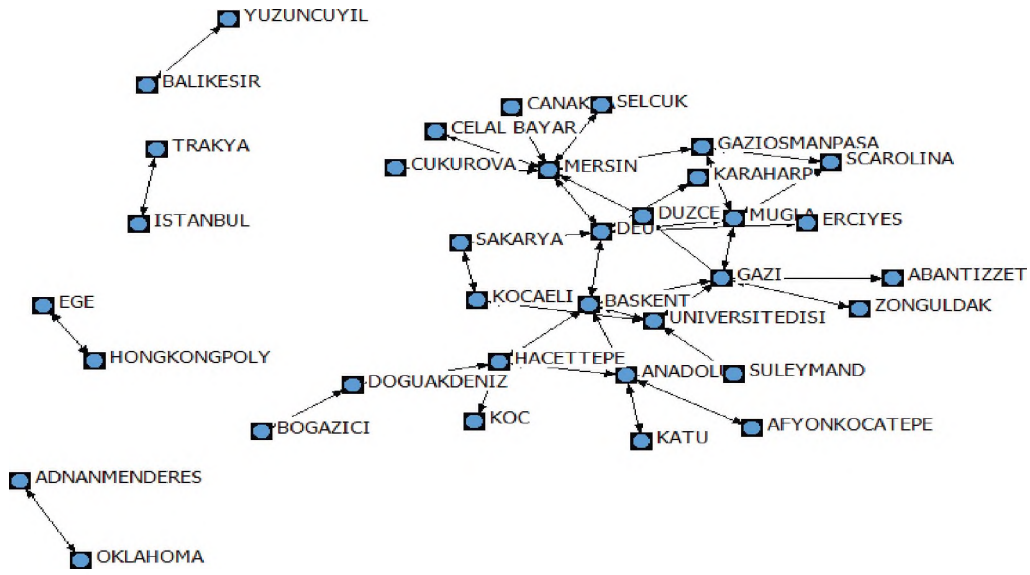 YUZUNCUYIL
BALIKESIR
TRAKYA
ISTANBUL
EGE
HONGKONGPOLY
ADNANMENDERES
OKLAHOMA
CANAK
SELCUK
CELAL BAYAR
CUKUROVA
MERSIN
GAZIOSMANPASA
SCAROLINA
KARAHARP
DUZCE
MUGLA
ERCIYES
DEU
SAKARYA
GAZI
ABANTIZZET
KOCAELI
BASKENT
ZONGULDAK
UNIVERSITEDISI
HACETTEPE
DOGUAKDENIZ
ANADOLU
SULEYMAND
BOGAZICI
KOC
KATU
AFYONKOCATEPE